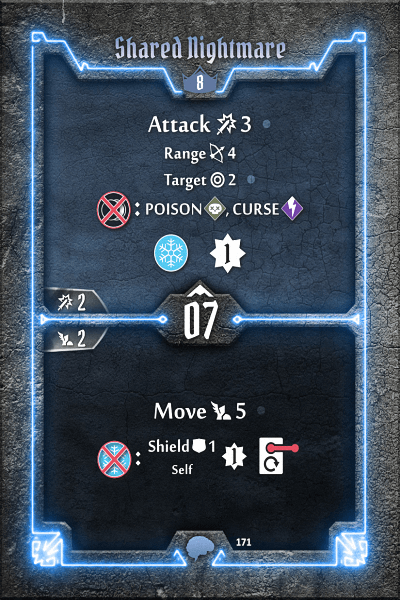 Shared Nightmare
8
Attack 3
Range 4
Target 2
: POISON , CURSE
1
2
07
2
Move 5
: Shield 1
1
Self
171